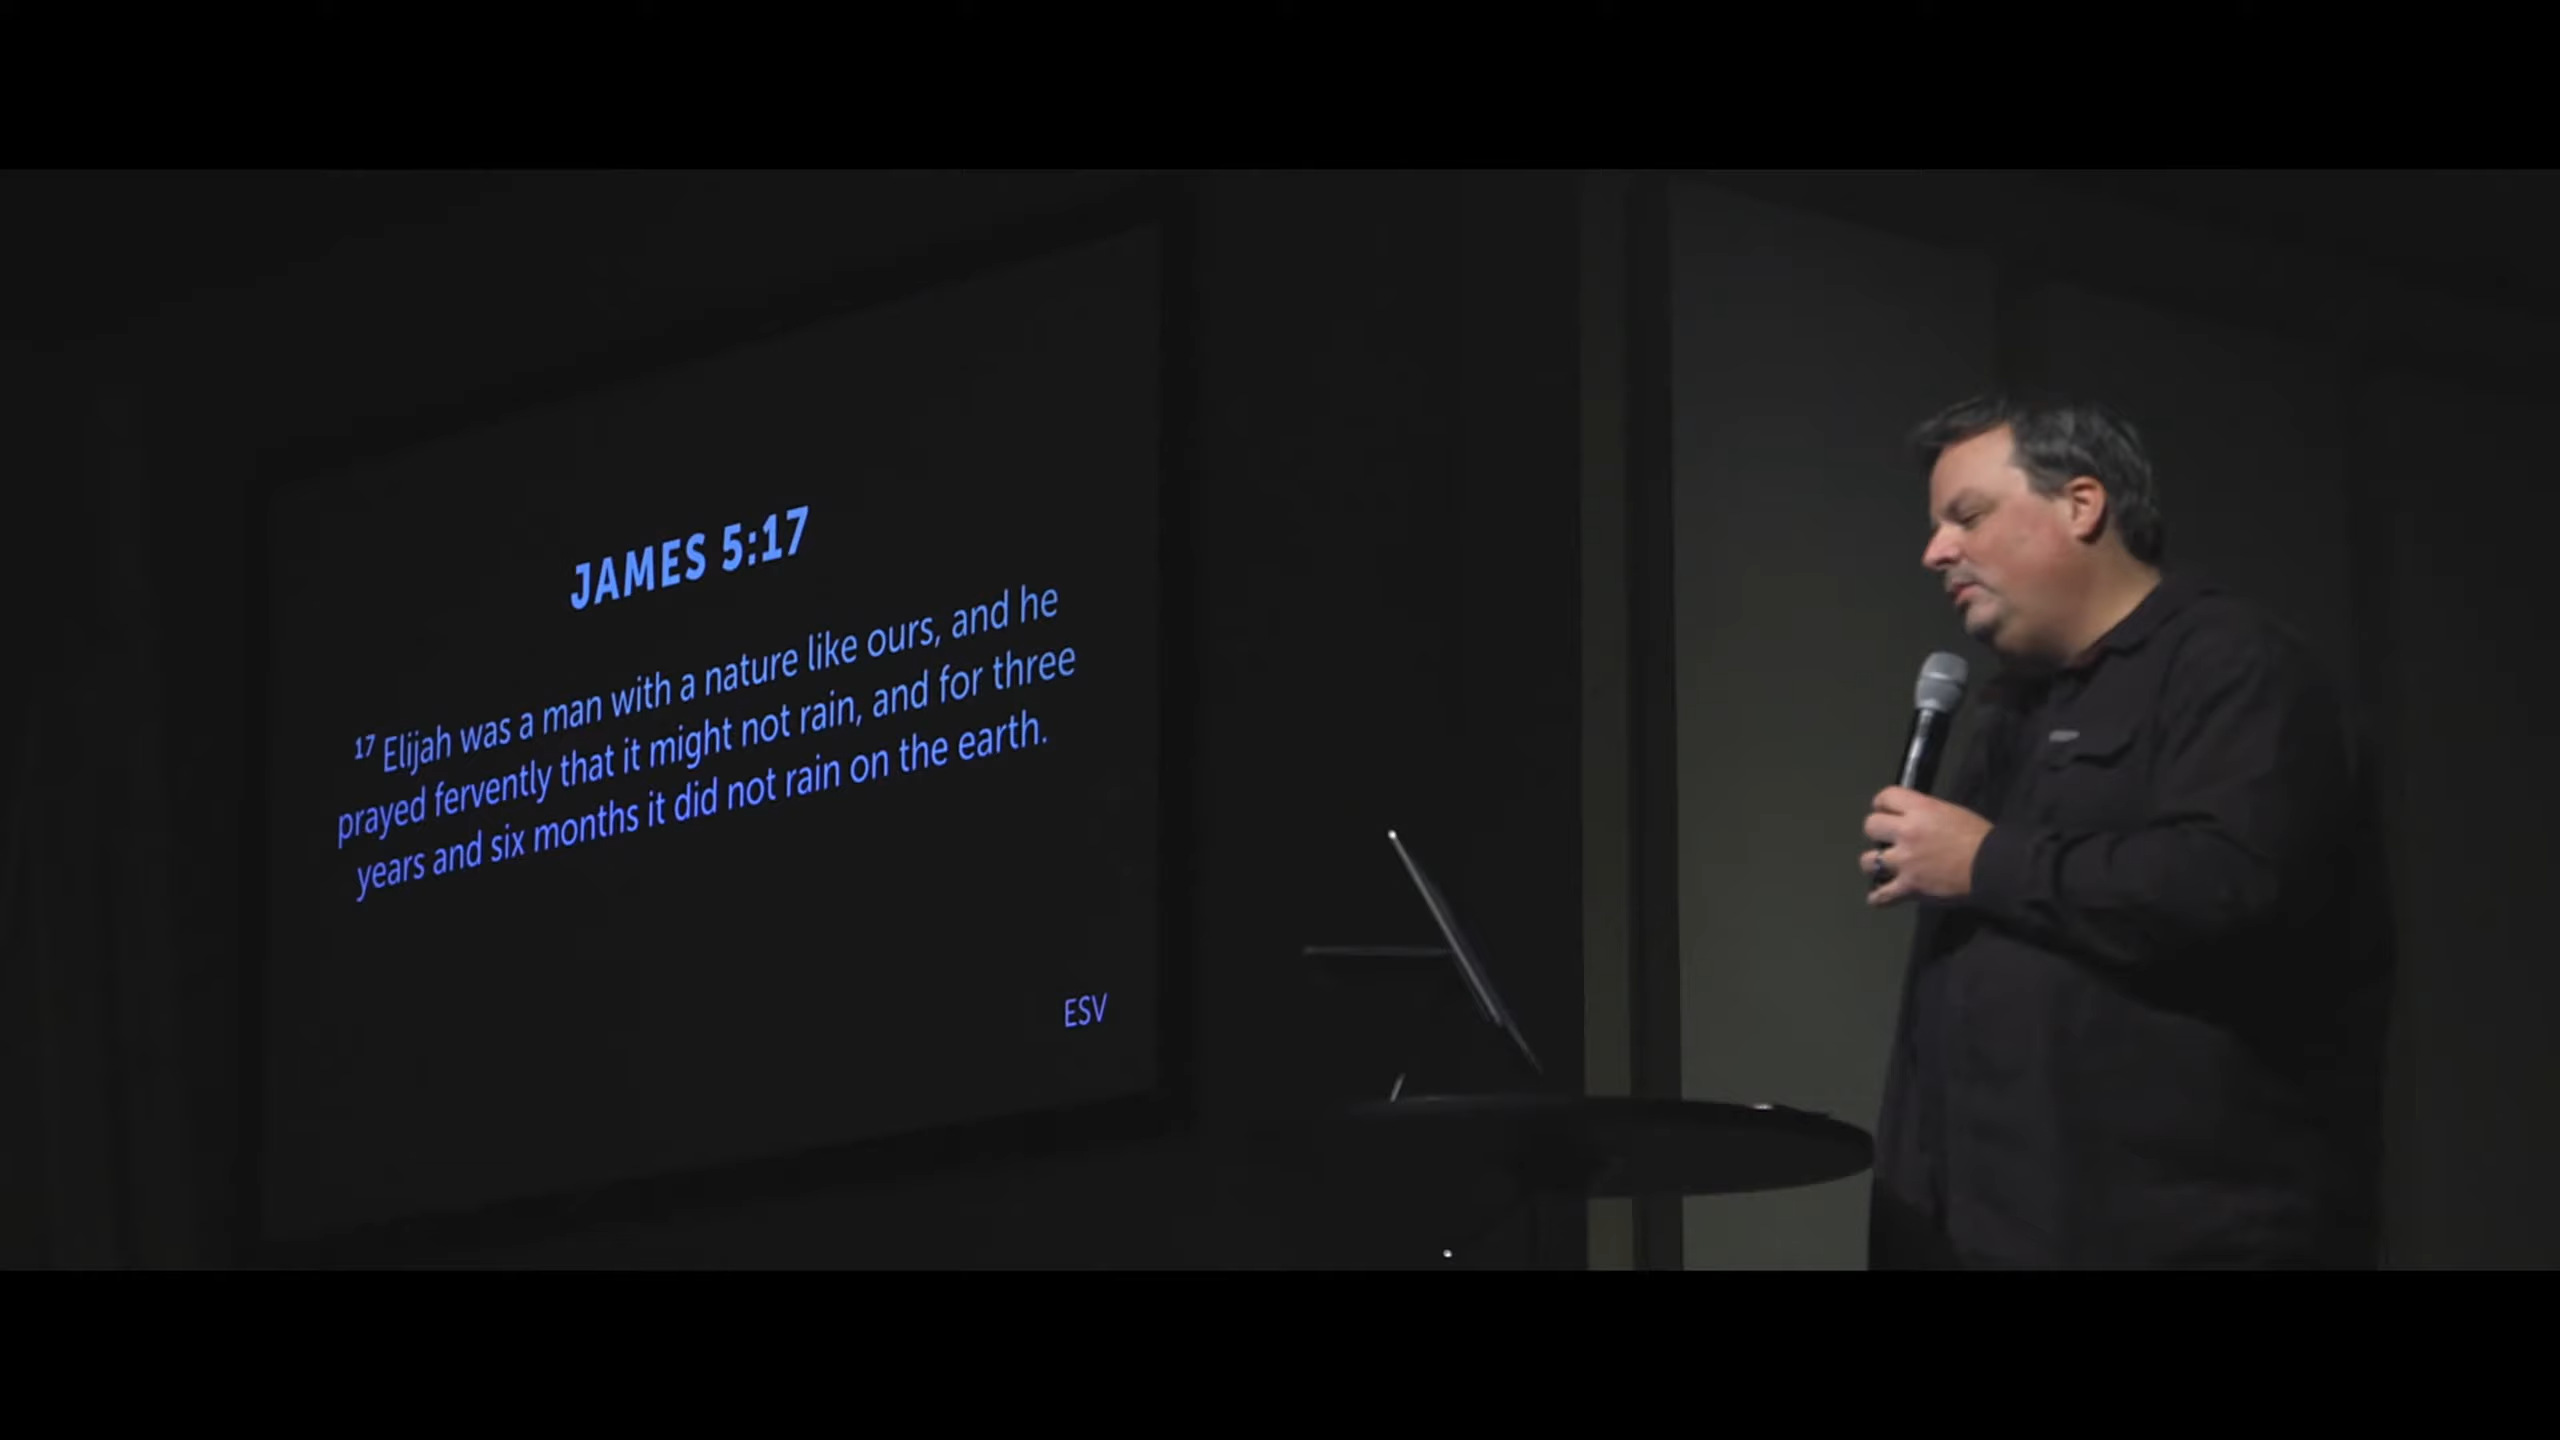 JAMES 5:17
17 Elijah was a man with a nature like ours, and he
prayed fervently that it might not rain, and for three
years and six months it did not rain on the earth.
ESV